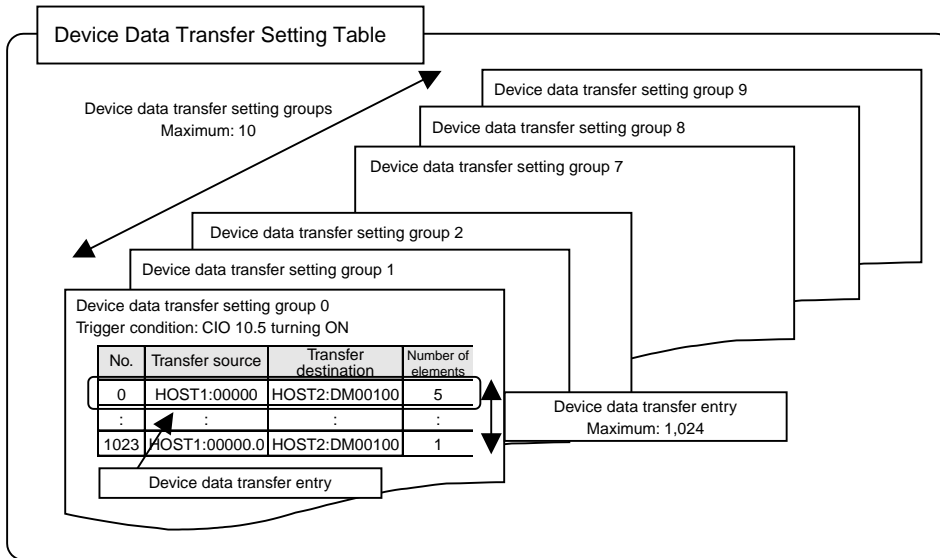 Device Data Transfer Setting Table
Device data transfer setting groups
Maximum: 10
Device data transfer setting group 9
Device data transfer setting group 8
Device data transfer setting group 7
Device data transfer setting group 2
Device data transfer setting group 1
Device data transfer setting group 0
Trigger condition: CIO 10.5 turning ON
No. Transfer source Transfer destination Number of elements
0 HOST1:00000 HOST2:DM00100 5
: : : :
1023 HOST1:00000.0 HOST2:DM00100 1
Device data transfer entry
Device data transfer entry
Maximum: 1,024